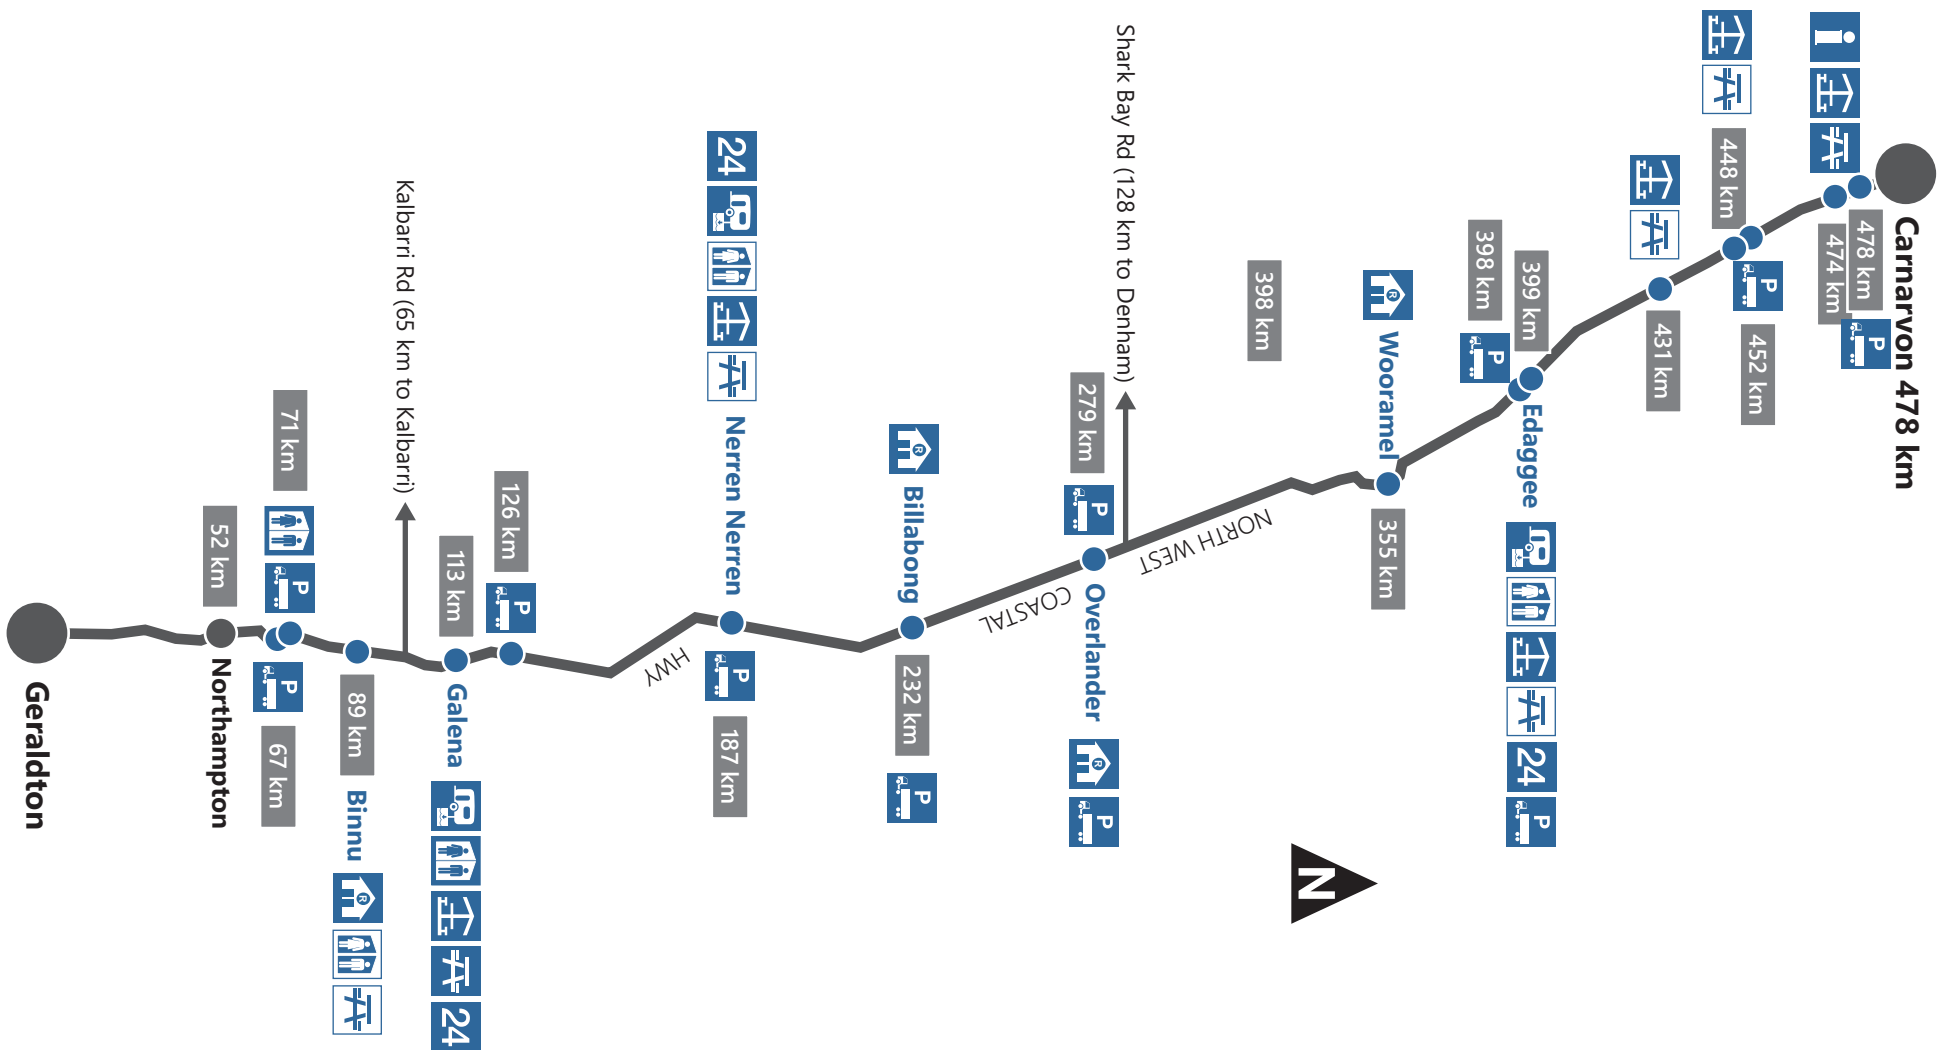 Carnarvon 478 km
478 km
474 km
P
448 km
P
452 km
431 km
399 km
398 km
P
Edaggee
24
P
Wooramel
355 km
398 km
Shark Bay Rd (128 km to Denham)
NORTH WEST
COASTAL
HWY
279 km
P
Overlander
R
P
R
Billabong
R
232 km
P
24
Nerren Nerren
P
187 km
126 km
P
113 km
Galena
24
Kalbarri Rd (65 km to Kalbarri)
89 km
Binnu
R
71 km
P
P
67 km
52 km
Northampton
Geraldton
N